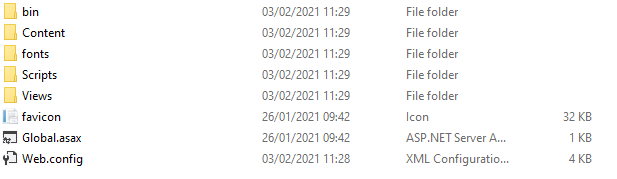 bin 03/02/2021 11:29 File folder
Content 03/02/2021 11:29 File folder
fonts 03/02/2021 11:29 File folder
Scripts 03/02/2021 11:29 File folder
Views 03/02/2021 11:29 File folder
favicon 26/01/2021 09:42 Icon 32 KB
Global.asax 26/01/2021 09:42 ASP.NET Server A... 1 KB
Web.config 03/02/2021 11:28 XML Configuratio... 4 KB